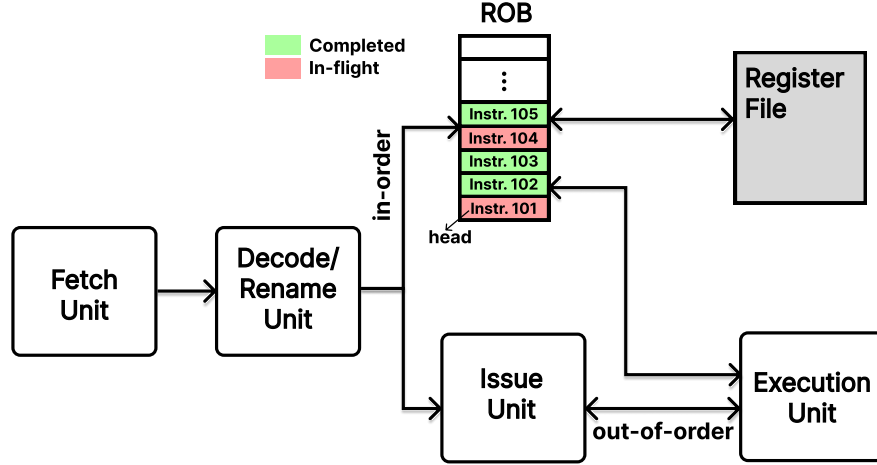 ROB
Completed
In-flight
Instr. 105
Instr. 104
Instr. 103
Instr. 102
Instr. 101
head
Register
File
in-order
Fetch
Unit
Decode/
Rename
Unit
Issue
Unit
out-of-order
Execution
Unit